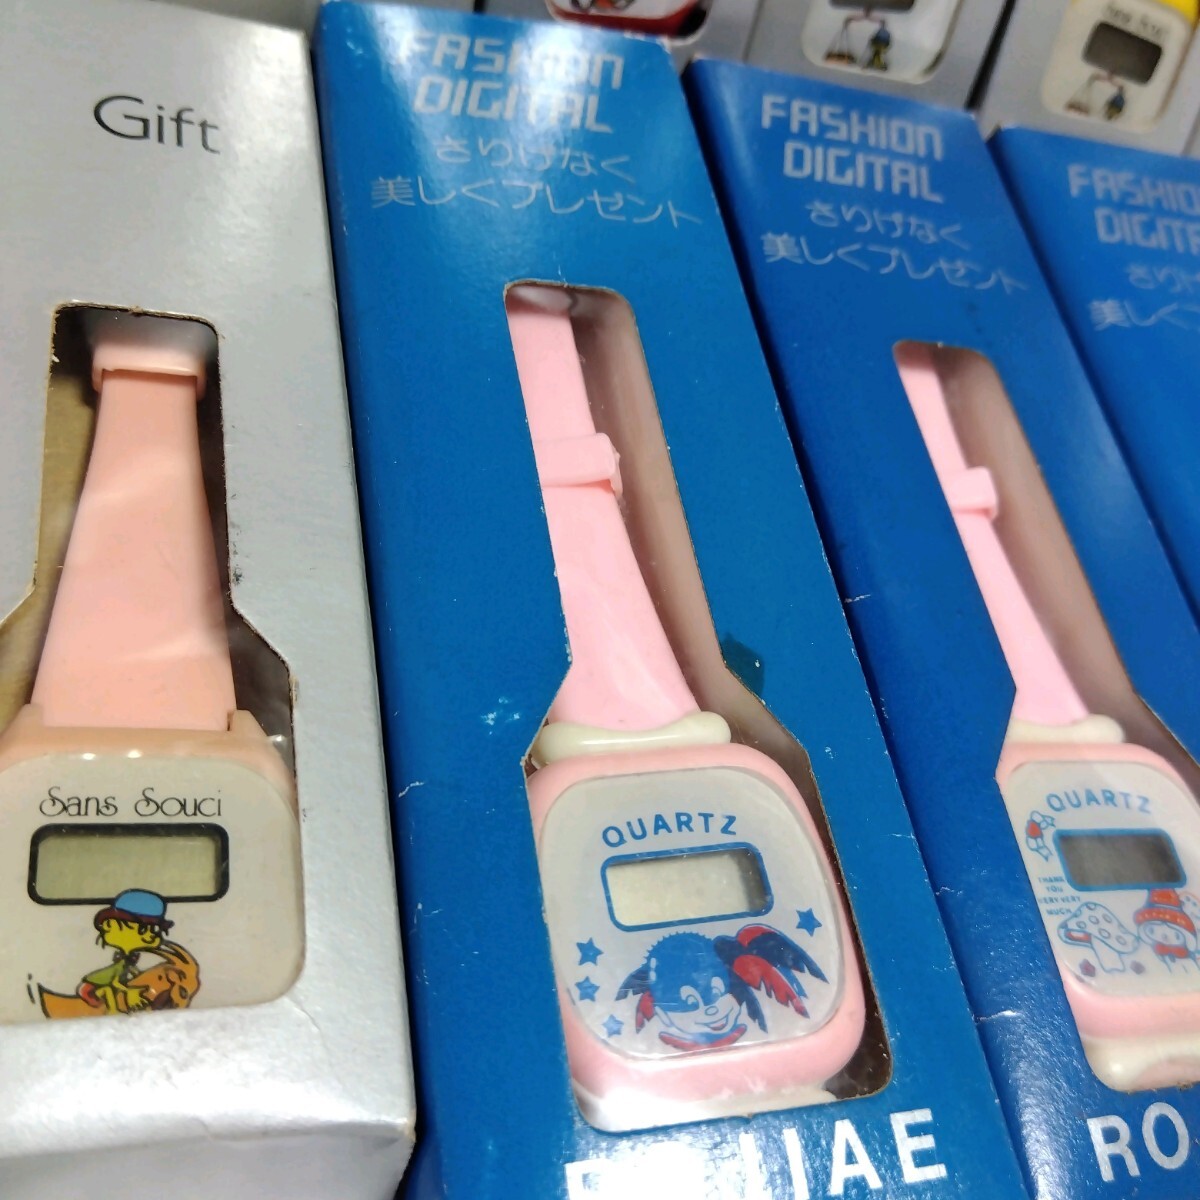 Gift
Sans Souci
FASHION
DIGITAL
さりげなく
美しくプレゼント
QUARTZ
FASHION
DIGITAL
さりげなく
美しくプレゼント
QUARTZ
THANK
YOU
VERY VERY
MUCH
RO
Sans Souci